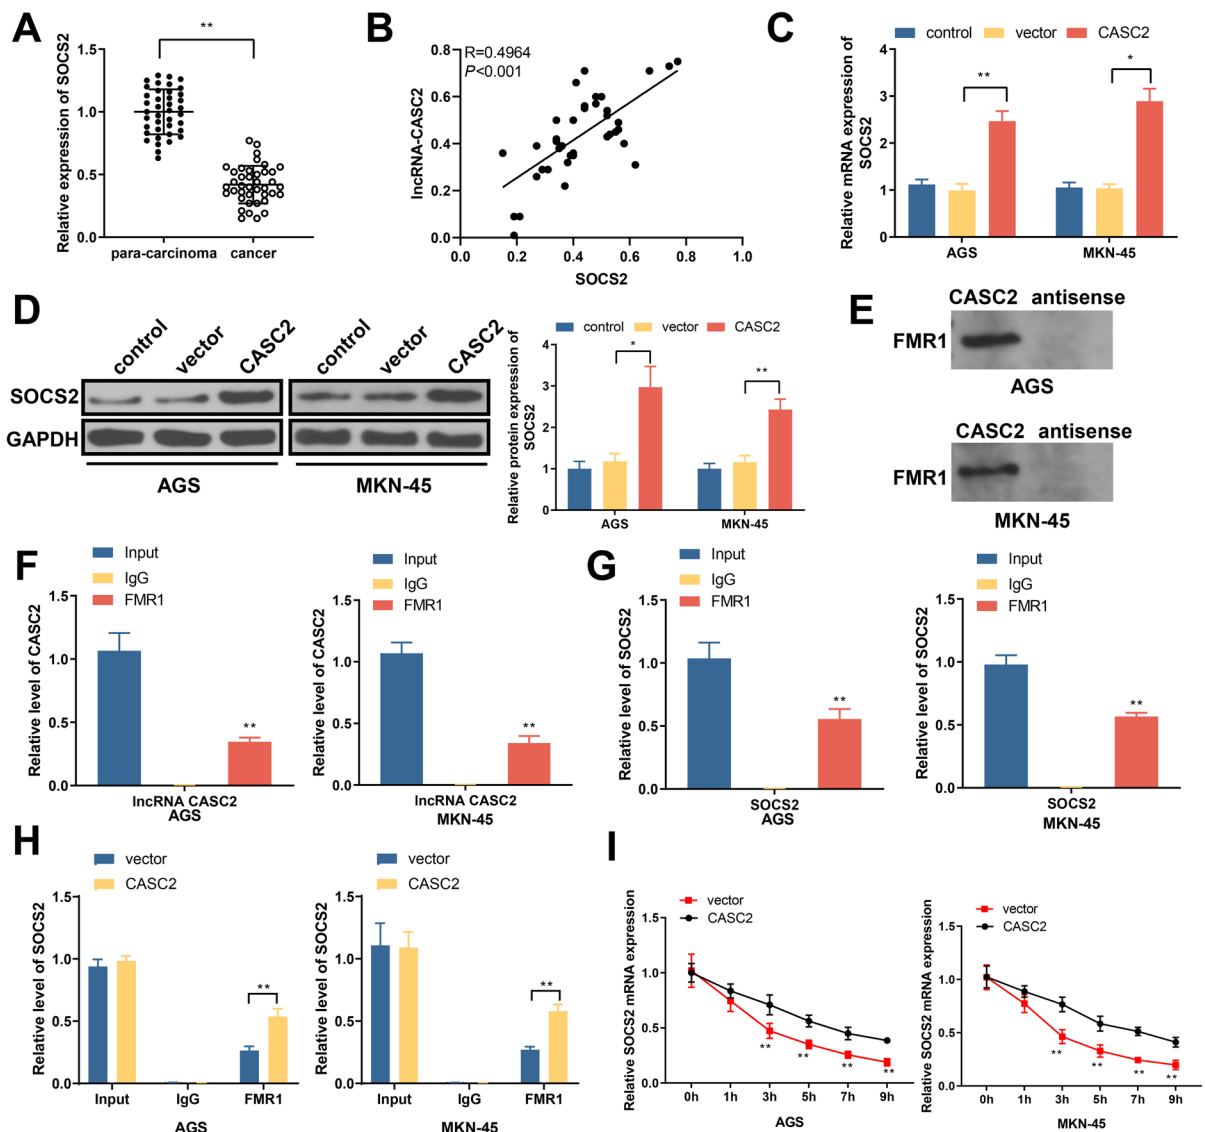 A
Relative expression of SOCS2
1.5
1.0
0.5
0.0
**
para-carcinoma
cancer
B
lncRNA-CASC2
0.8
0.6
0.4
0.2
0.0
R=0.4964
P<0.001
0.0
0.2
0.4
0.6
0.8
1.0
SOCS2
C
control
vector
CASC2
Relative mRNA expression of
SOCS2
4
3
2
1
0
**
*
AGS
MKN-45
D
control
vector
CASC2
control
vector
CASC2
SOCS2
GAPDH
AGS
MKN-45
control
vector
CASC2
Relative protein expression of
SOCS2
4
3
2
1
0
*
**
AGS
MKN-45
E
CASC2 antisense
FMR1
AGS
CASC2 antisense
FMR1
MKN-45
F
Input
IgG
FMR1
Relative level of CASC2
1.5
1.0
0.5
0.0
**
lncRNA CASC2
AGS
Input
IgG
FMR1
Relative level of CASC2
1.5
1.0
0.5
0.0
**
lncRNA CASC2
MKN-45
G
Input
IgG
FMR1
Relative level of SOCS2
1.5
1.0
0.5
0.0
**
SOCS2
AGS
Input
IgG
FMR1
Relative level of SOCS2
1.5
1.0
0.5
0.0
**
SOCS2
MKN-45
H
vector
CASC2
Relative level of SOCS2
1.5
1.0
0.5
0.0
**
Input
IgG
FMR1
AGS
vector
CASC2
Relative level of SOCS2
1.5
1.0
0.5
0.0
**
Input
IgG
FMR1
MKN-45
I
vector
CASC2
Relative SOCS2 mRNA expression
1.5
1.0
0.5
0.0
**
**
**
**
0h
1h
3h
5h
7h
9h
AGS
vector
CASC2
Relative SOCS2 mRNA expression
1.5
1.0
0.5
0.0
**
**
**
**
0h
1h
3h
5h
7h
9h
MKN-45